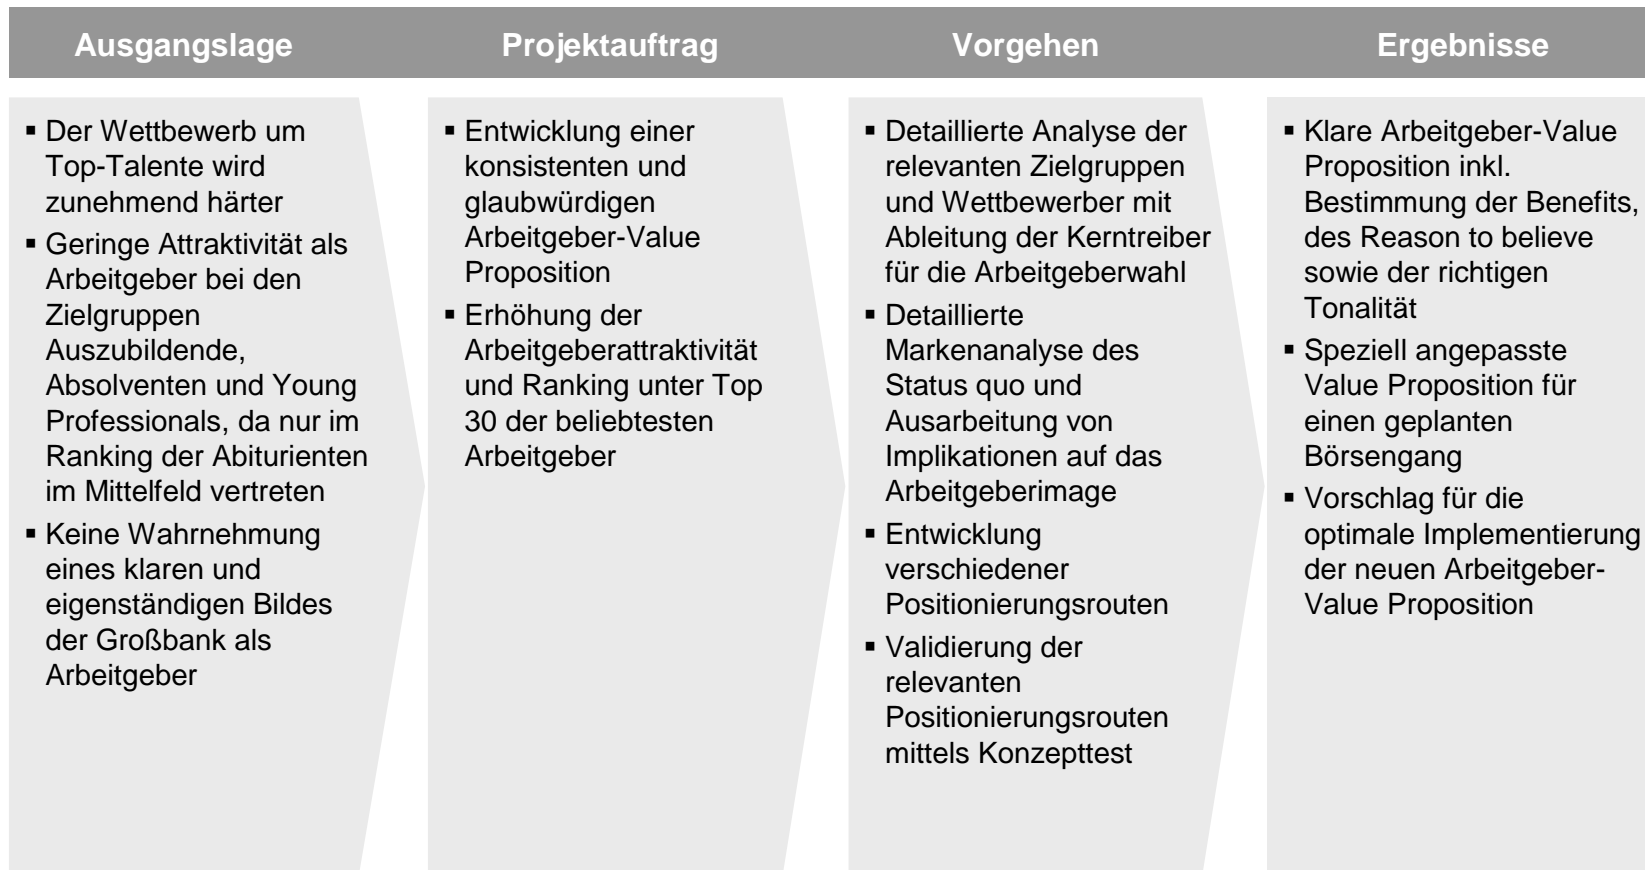 Ausgangslage
Projektauftrag
Vorgehen
Ergebnisse
▪ Der Wettbewerb um
Top-Talente wird
zunehmend härter
▪ Geringe Attraktivität als
Arbeitgeber bei den
Zielgruppen
Auszubildende,
Absolventen und Young
Professionals, da nur im
Ranking der Abiturienten
im Mittelfeld vertreten
▪ Keine Wahrnehmung
eines klaren und
eigenständigen Bildes
der Großbank als
Arbeitgeber
▪ Entwicklung einer
konsistenten und
glaubwürdigen
Arbeitgeber-Value
Proposition
▪ Erhöhung der
Arbeitgeberattraktivität
und Ranking unter Top
30 der beliebtesten
Arbeitgeber
▪ Detaillierte Analyse der
relevanten Zielgruppen
und Wettbewerber mit
Ableitung der Kerntreiber
für die Arbeitgeberwahl
▪ Detaillierte
Markenanalyse des
Status quo und
Ausarbeitung von
Implikationen auf das
Arbeitgeberimage
▪ Entwicklung
verschiedener
Positionierungsrouten
▪ Validierung der
relevanten
Positionierungsrouten
mittels Konzepttest
▪ Klare Arbeitgeber-Value
Proposition inkl.
Bestimmung der Benefits,
des Reason to believe
sowie der richtigen
Tonalität
▪ Speziell angepasste
Value Proposition für
einen geplanten
Börsengang
▪ Vorschlag für die
optimale Implementierung
der neuen Arbeitgeber-
Value Proposition